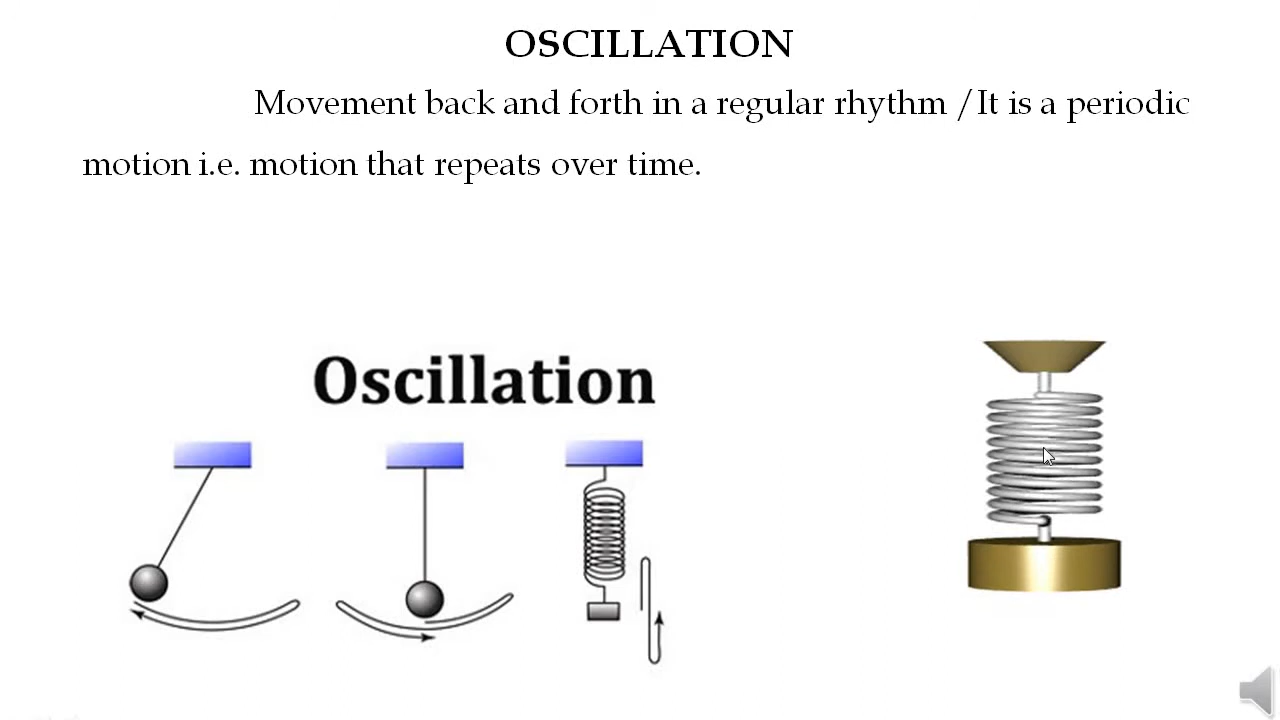 OSCILLATION
Movement back and forth in a regular rhythm /It is a periodic
motion i.e. motion that repeats over time.
Oscillation